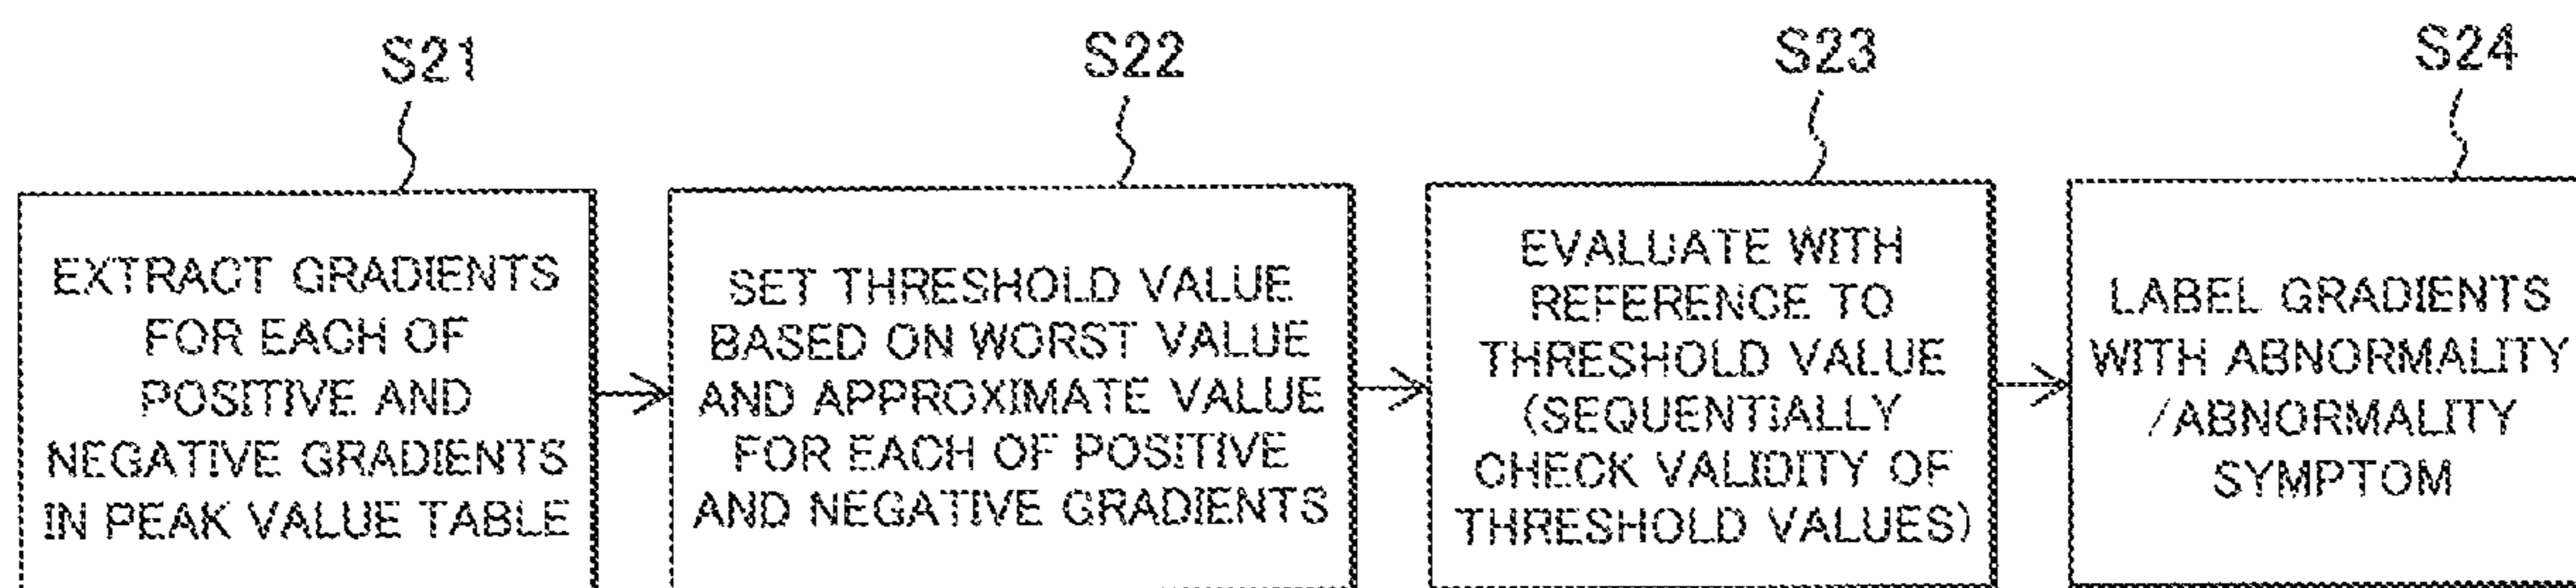 S21
EXTRACT GRADIENTS
FOR EACH OF
POSITIVE AND
NEGATIVE GRADIENTS
IN PEAK VALUE TABLE
S22
SET THRESHOLD VALUE
BASED ON WORST VALUE
AND APPROXIMATE VALUE
FOR EACH OF POSITIVE
AND NEGATIVE GRADIENTS
S23
EVALUATE WITH
REFERENCE TO
THRESHOLD VALUE
(SEQUENTIALLY
CHECK VALIDITY OF
THRESHOLD VALUES)
S24
LABEL GRADIENTS
WITH ABNORMALITY
/ABNORMALITY
SYMPTOM